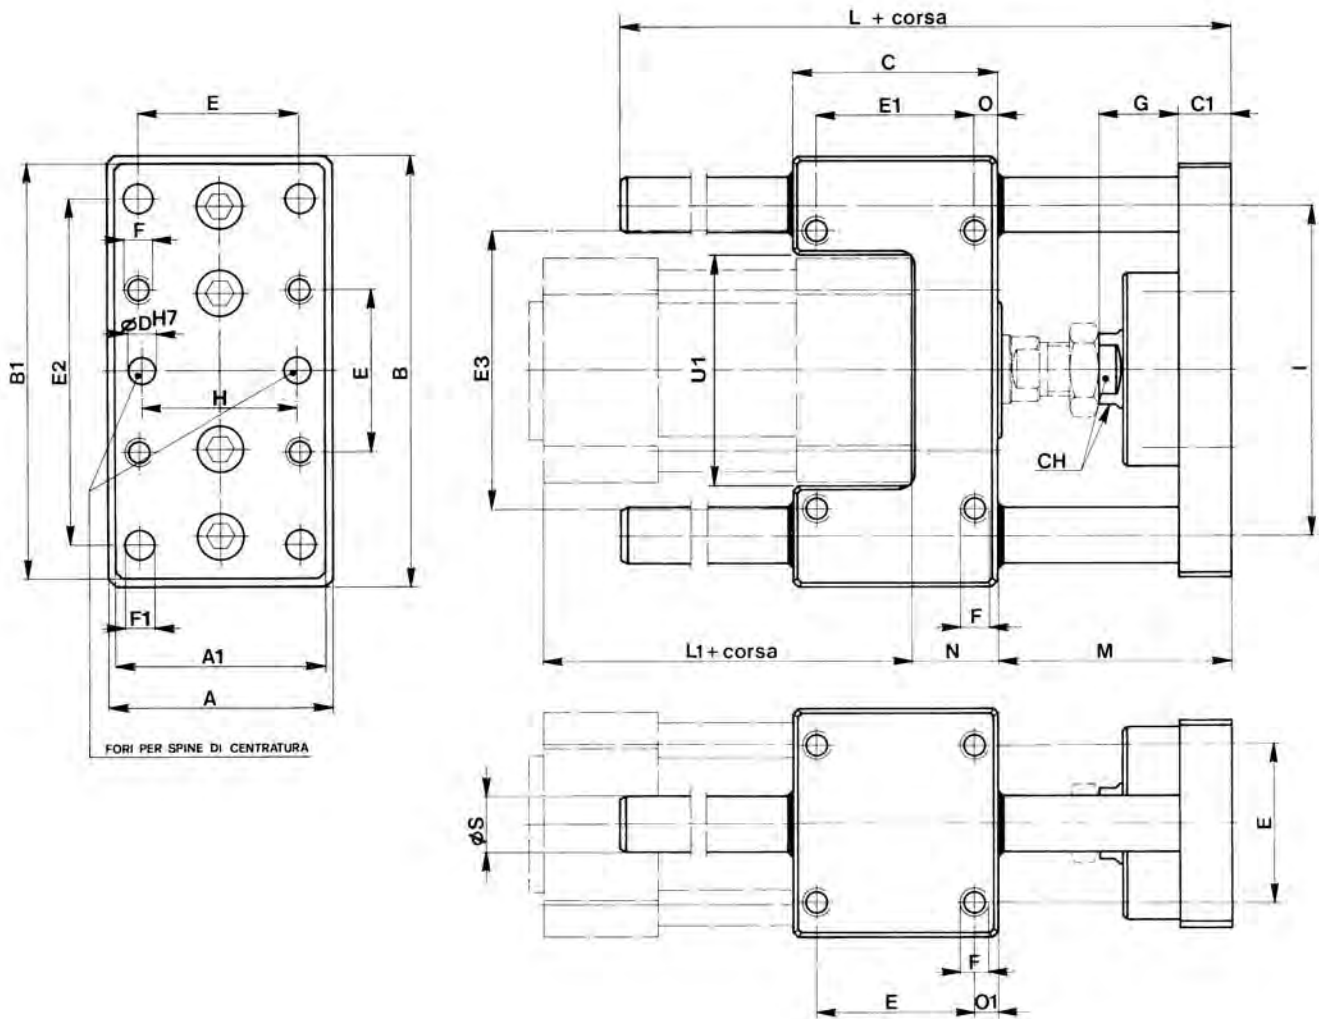 L + corsa
C
E
E1
O
G
C1
F
øDH7
B1
E2
H
E
B
E3
U1
I
CH
F1
A1
A
F
L1 + corsa
N
M
FORI PER SPINE DI CENTRATURA
øS
E
F
E
O1